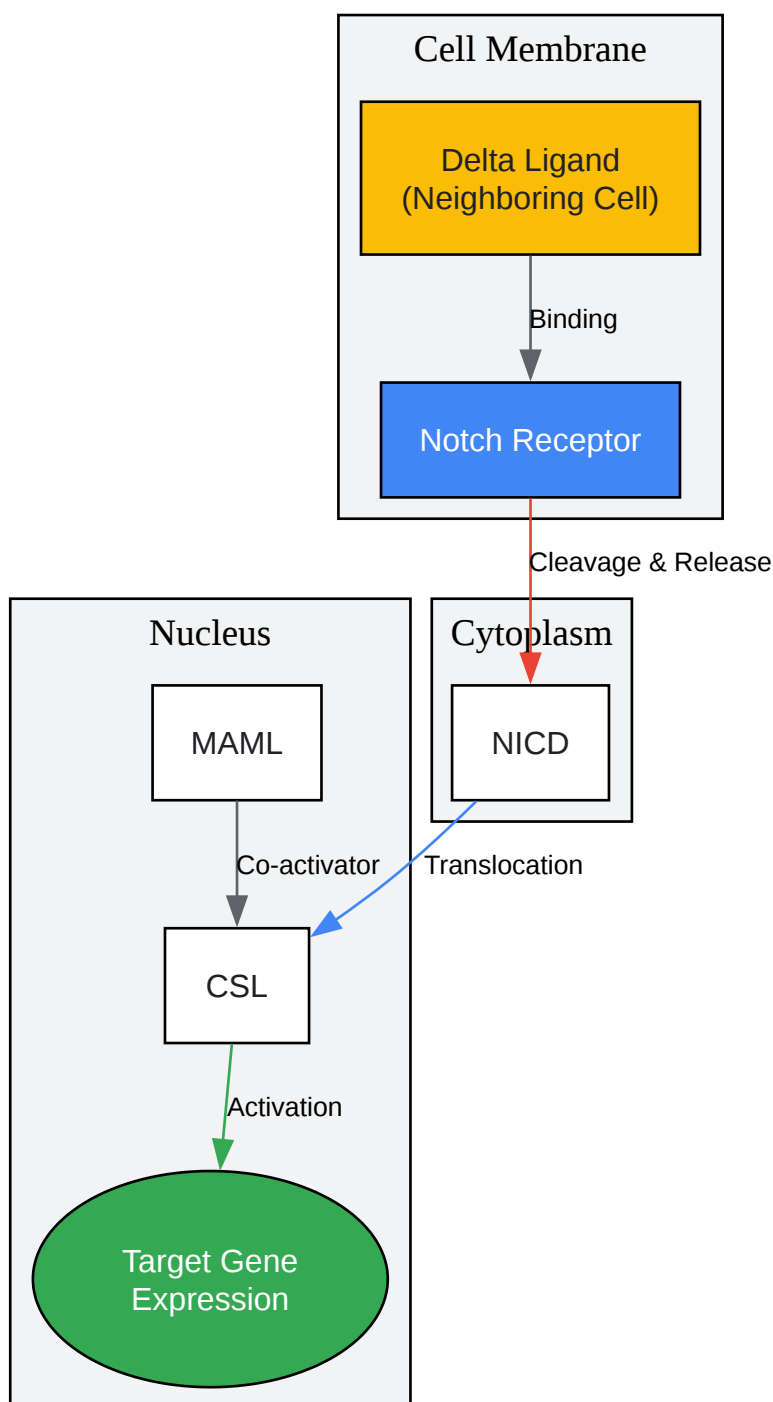 Cell Membrane
Delta Ligand
(Neighboring Cell)
Binding
Notch Receptor
Cleavage & Release
Nucleus
Cytoplasm
MAML
NICD
Co-activator
Translocation
CSL
Activation
Target Gene
Expression